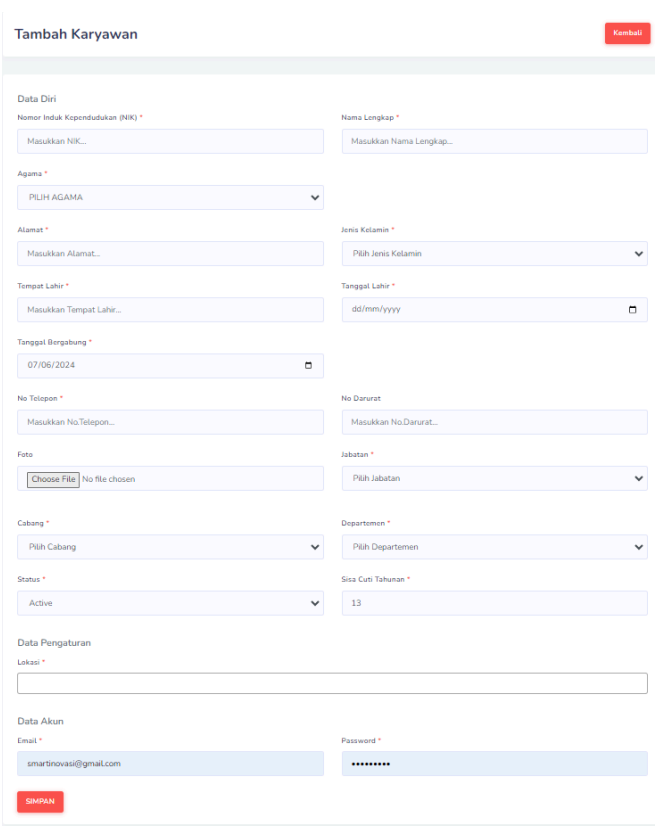 Tambah Karyawan
Kembali
Data Diri
Nomor Induk Kependudukan (NIK) *
Nama Lengkap *
Masukkan NIK...
Masukkan Nama Lengkap...
Agama *
PILIH AGAMA
Alamat *
Jenis Kelamin *
Masukkan Alamat...
Pilih Jenis Kelamin
Tempat Lahir *
Tanggal Lahir *
Masukkan Tempat Lahir...
dd/mm/yyyy
Tanggal Bergabung *
07/06/2024
No Telepon *
No Darurat
Masukkan No.Telepon...
Masukkan No.Darurat...
Foto
Jabatan *
Choose File No file chosen
Pilih Jabatan
Cabang *
Departemen *
Pilih Cabang
Pilih Departemen
Status *
Sisa Cuti Tahunan *
Active
13
Data Pengaturan
Lokasi *
Data Akun
Email *
Password *
smartinovasi@gmail.com
•••••••••
SIMPAN